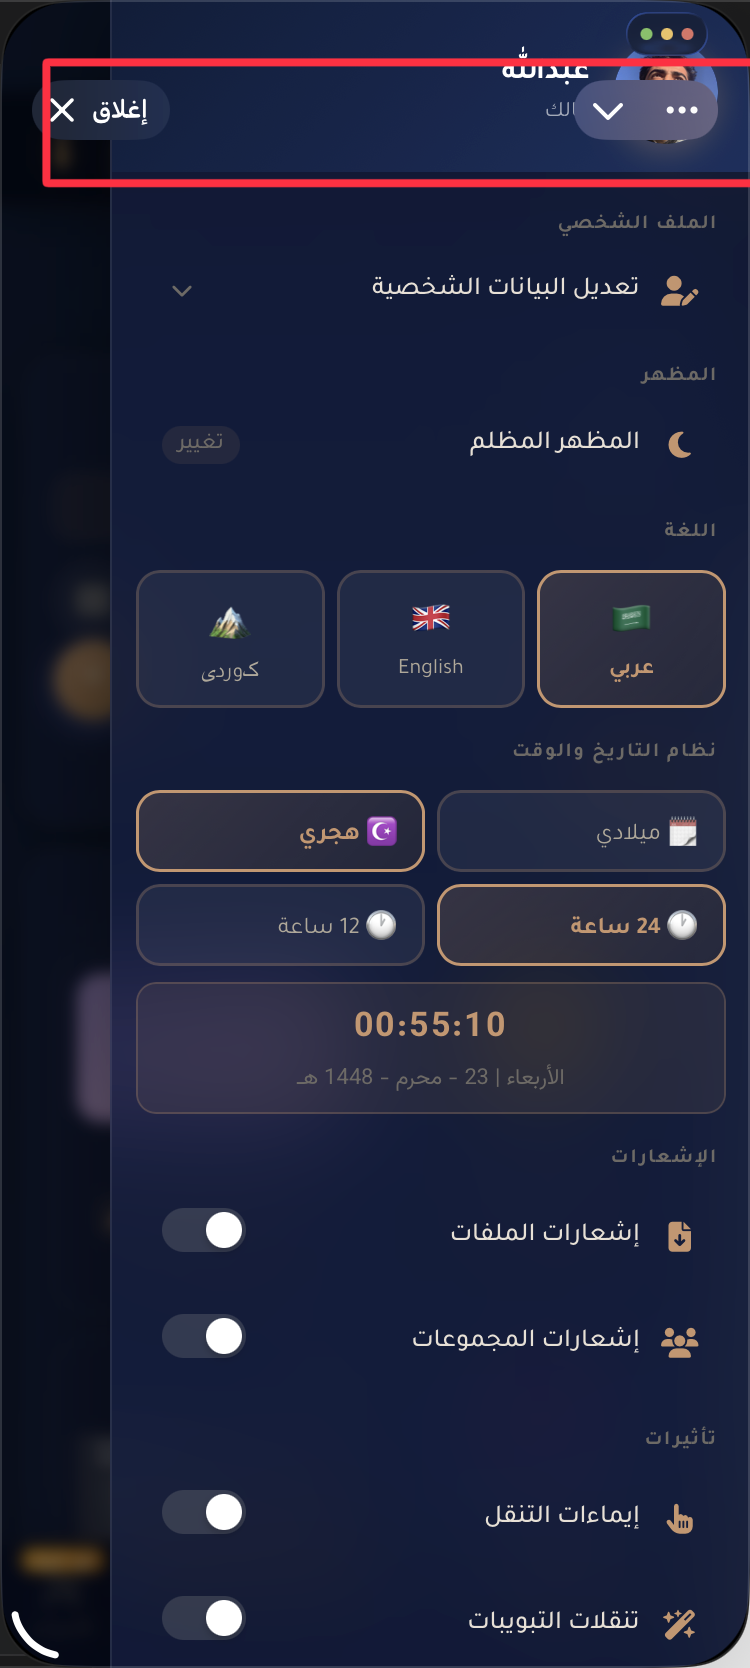 عبدالله
إغلاق
الملف الشخصي
تعديل البيانات الشخصية
المظهر
المظهر المظلم
تغيير
اللغة
عربي
English
کوردی
نظام التاريخ والوقت
ميلادي
هجري
24 ساعة
12 ساعة
00:55:10
الأربعاء | 23 - محرم - 1448 هـ
الإشعارات
إشعارات الملفات
إشعارات المجموعات
تأثيرات
إيماءات التنقل
تنقلات التبويبات